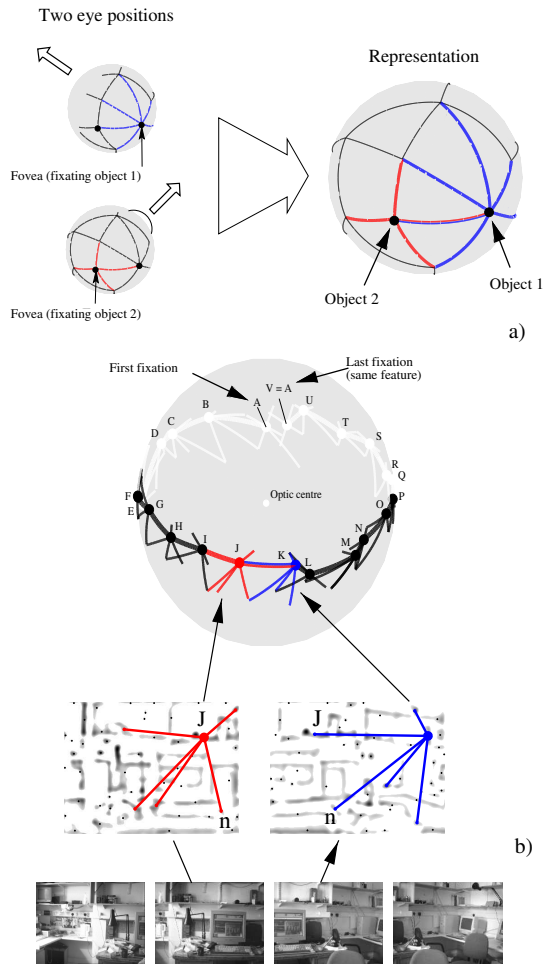 Two eye positions
Representation
Fovea (fixating object 1)
Object 1
Object 2
Fovea (fixating object 2)
a)
First fixation
Last fixation
(same feature)
V = A
A
U
B
T
C
S
D
R
Q
F
P
E
G
O
Optic centre
H
N
I
M
J
K
L
J
J
n
n
b)